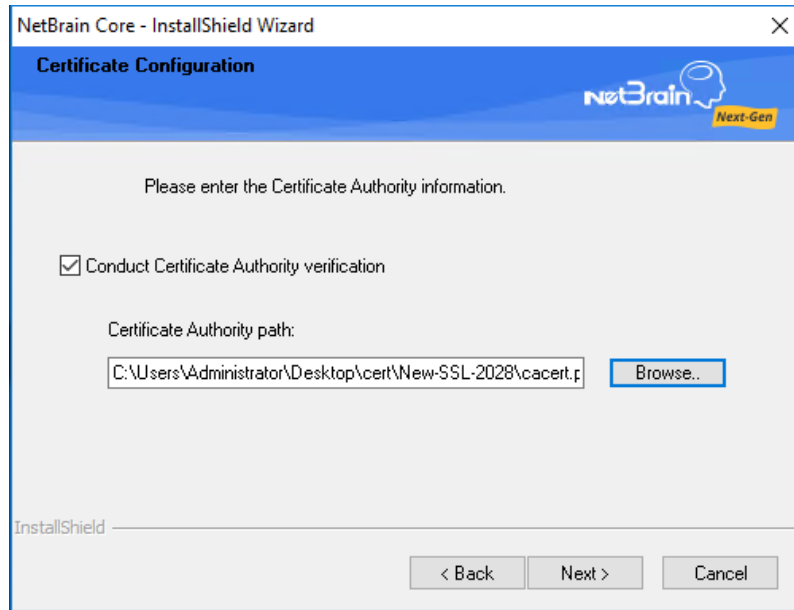 NetBrain Core - InstallShield Wizard
Certificate Configuration
NetBrain
Next-Gen
Please enter the Certificate Authority information.
Conduct Certificate Authority verification
Certificate Authority path:
C:\Users\Administrator\Desktop\cert\New-SSL-2028\cacert.p
Browse..
InstallShield
< Back
Next >
Cancel